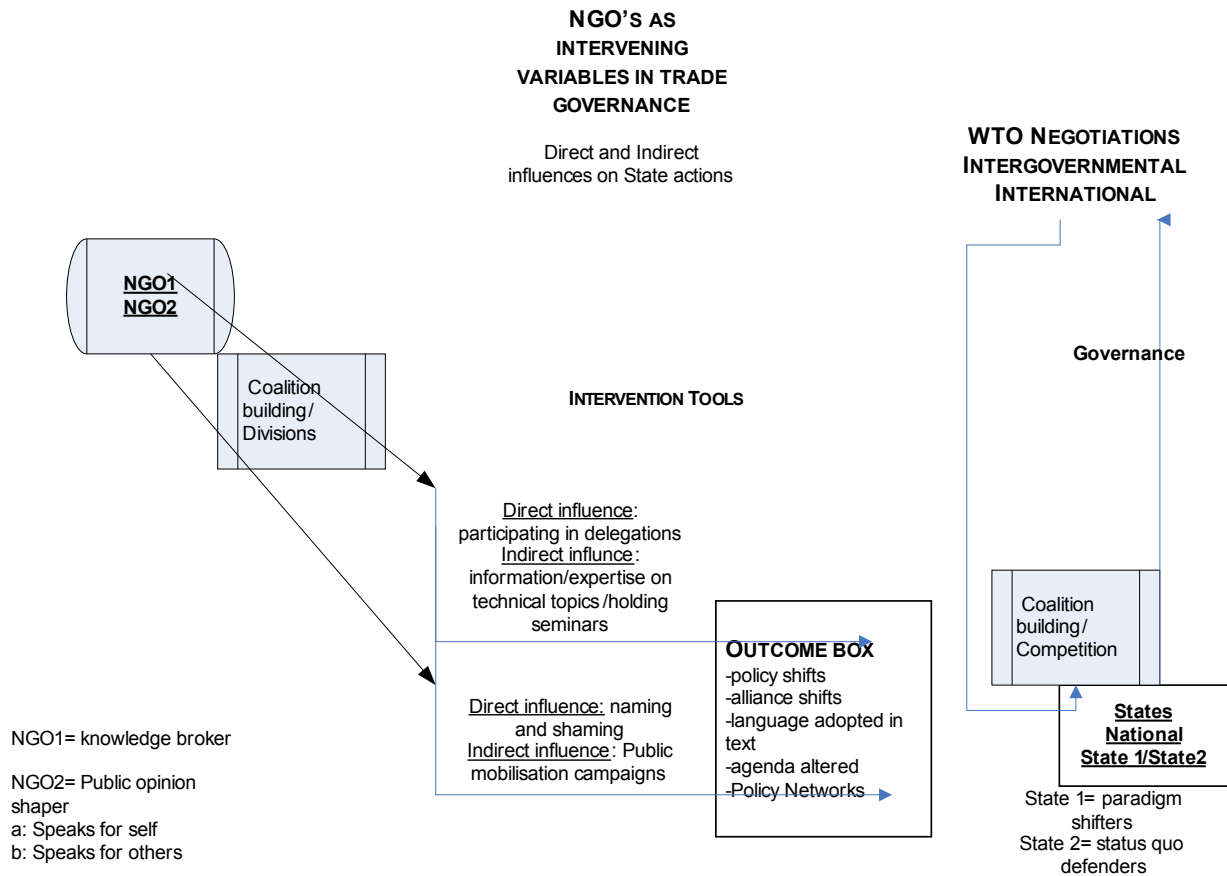 NGO'S AS
INTERVENING
VARIABLES IN TRADE
GOVERNANCE
Direct and Indirect
influences on State actions
WTO NEGOTIATIONS
INTERGOVERNMENTAL
INTERNATIONAL
NGO1
NGO2
Governance
Coalition
building/
Divisions
INTERVENTION TOOLS
Direct influence:
participating in delegations
Indirect influnce:
information/expertise on
technical topics/holding
seminars
Coalition
building/
Competition
OUTCOME BOX
-policy shifts
-alliance shifts
-language adopted in
text
-agenda altered
-Policy Networks
Direct influence: naming
and shaming
Indirect influence: Public
mobilisation campaigns
States
National
State 1/State2
NGO1= knowledge broker
NGO2= Public opinion
shaper
a: Speaks for self
b: Speaks for others
State 1= paradigm
shifters
State 2= status quo
defenders